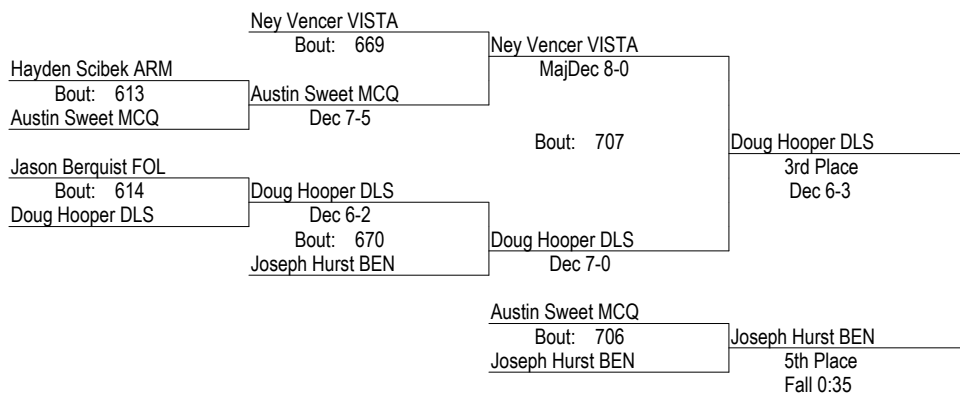 Ney Vencer VISTA
Bout: 669
Ney Vencer VISTA
MajDec 8-0
Hayden Scibek ARM
Bout: 613
Austin Sweet MCQ
Austin Sweet MCQ
Dec 7-5
Bout: 707
Doug Hooper DLS
3rd Place
Dec 6-3
Jason Berquist FOL
Bout: 614
Doug Hooper DLS
Doug Hooper DLS
Dec 6-2
Bout: 670
Doug Hooper DLS
Dec 7-0
Joseph Hurst BEN
Austin Sweet MCQ
Bout: 706
Joseph Hurst BEN
Joseph Hurst BEN
5th Place
Fall 0:35